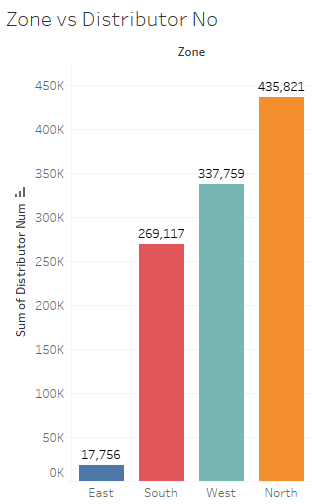 Zone vs Distributor No
Zone
Sum of Distributor Num
450K
400K
350K
300K
250K
200K
150K
100K
50K
0K
17,756
269,117
337,759
435,821
East
South
West
North